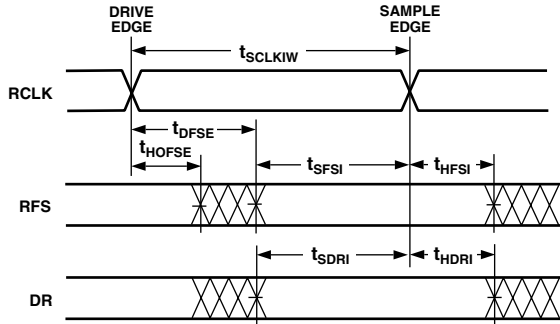 DRIVE
EDGE
SAMPLE
EDGE
tSCLKIW
RCLK
tDFSE
tHOFSE
tSFSI
tHFSI
RFS
tSDRI
tHDRI
DR